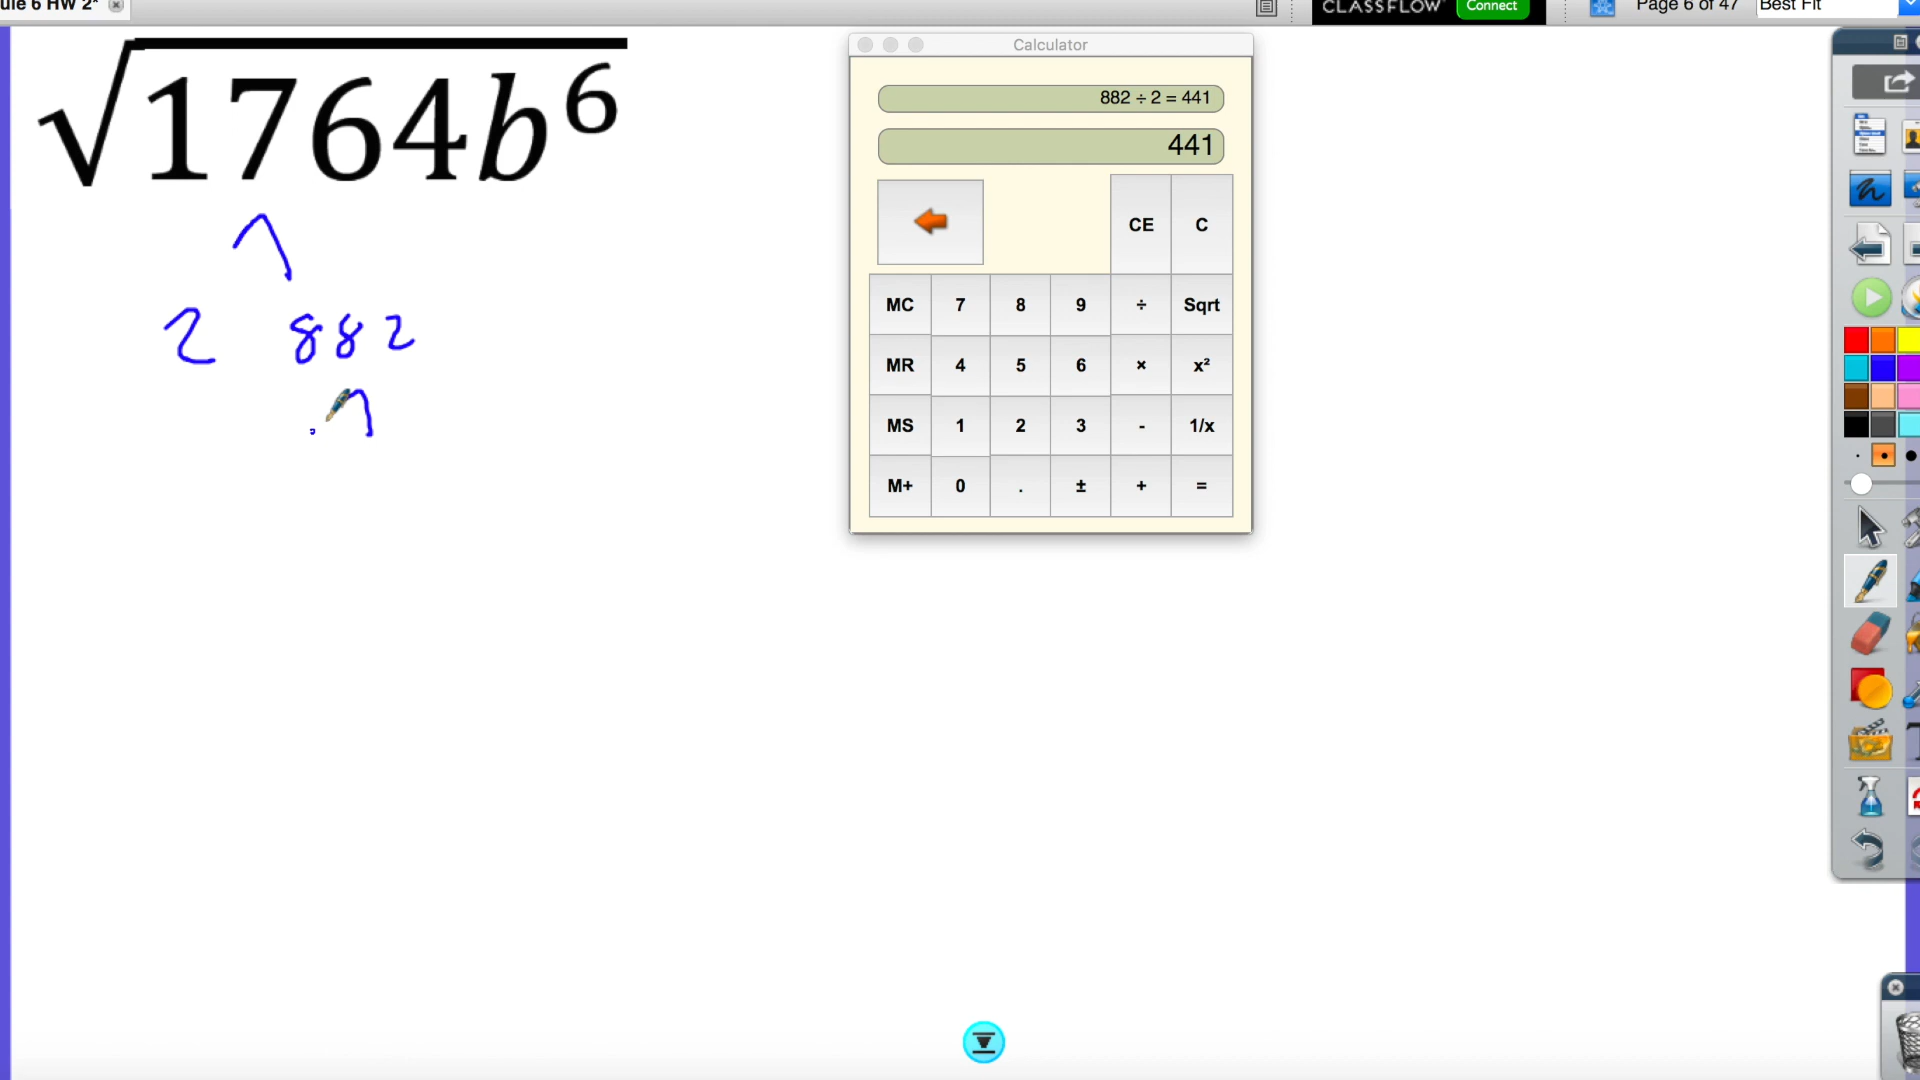 ule 6 HW 2*
CLASSFLOW Connect
Page 6 of 47
Best Fit
√1764b⁶
2 882
Calculator
882 ÷ 2 = 441
441
CE C
MC 7 8 9 ÷ Sqrt
MR 4 5 6 × x²
MS 1 2 3 - 1/x
M+ 0 . ± + =